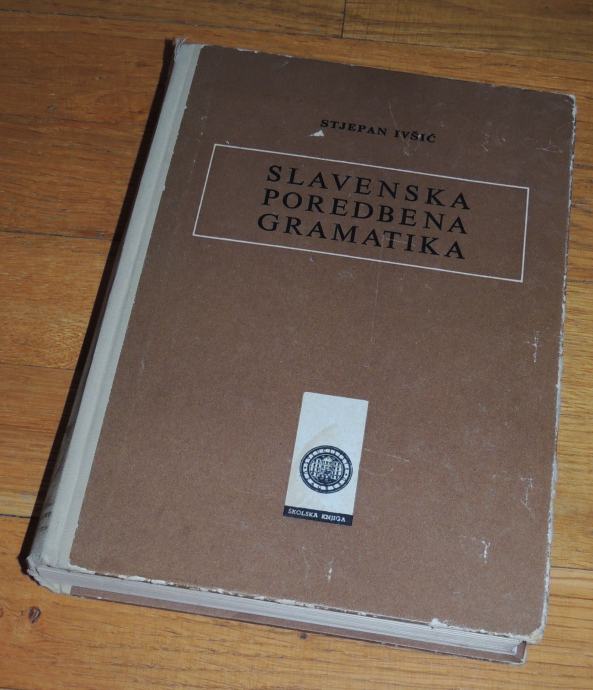 STJEPAN IVŠIĆ
SLAVENSKA
POREDBENA
GRAMATIKA
ŠKOLSKA KNJIGA